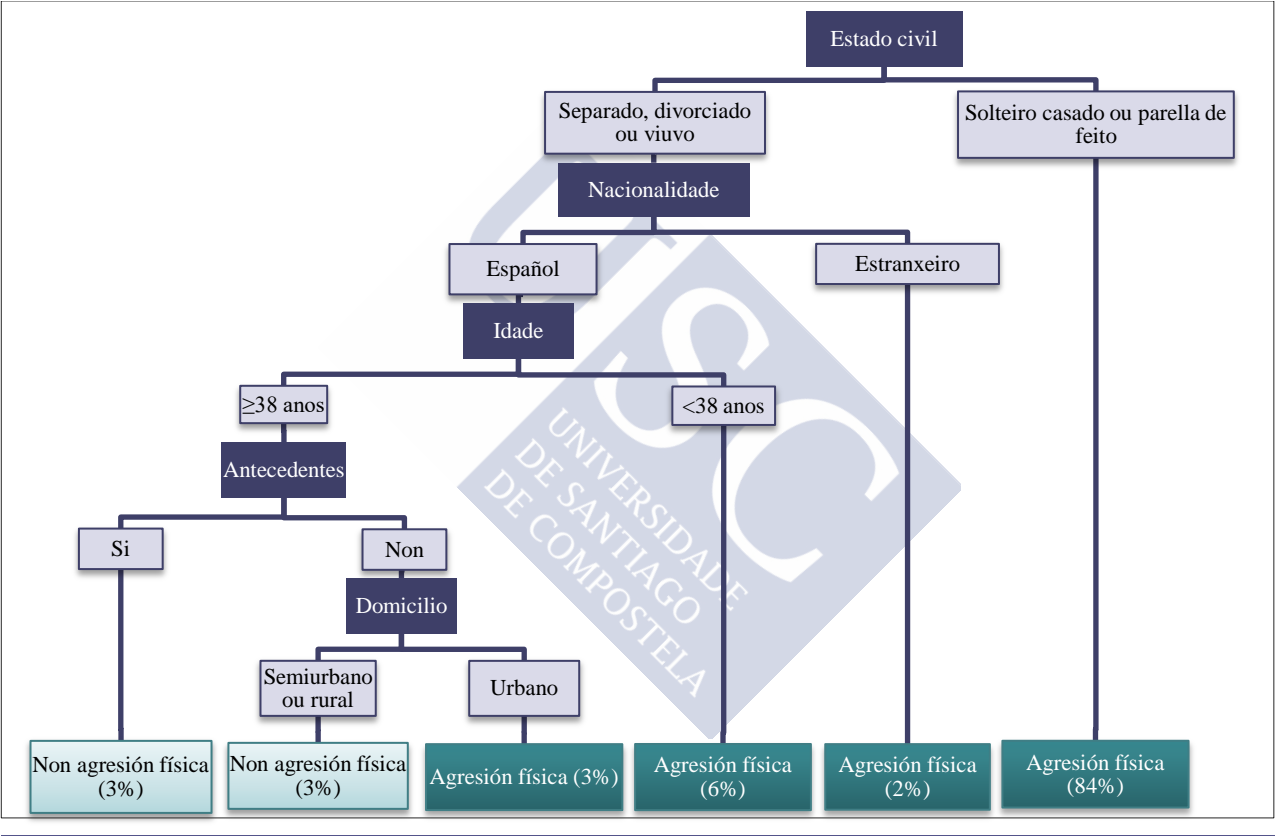 Estado civil
Separado, divorciado
ou viuvo
Solteiro casado ou parella de
feito
Nacionalidade
Español
Estranxeiro
Idade
≥38 anos
<38 anos
Antecedentes
Si
Non
Domicilio
Semiurbano
ou rural
Urbano
Non agresión física
(3%)
Non agresión física
(3%)
Agresión física (3%)
Agresión física
(6%)
Agresión física
(2%)
Agresión física
(84%)
USC
UNIVERSIDADE
DE SANTIAGO
DE COMPOSTELA